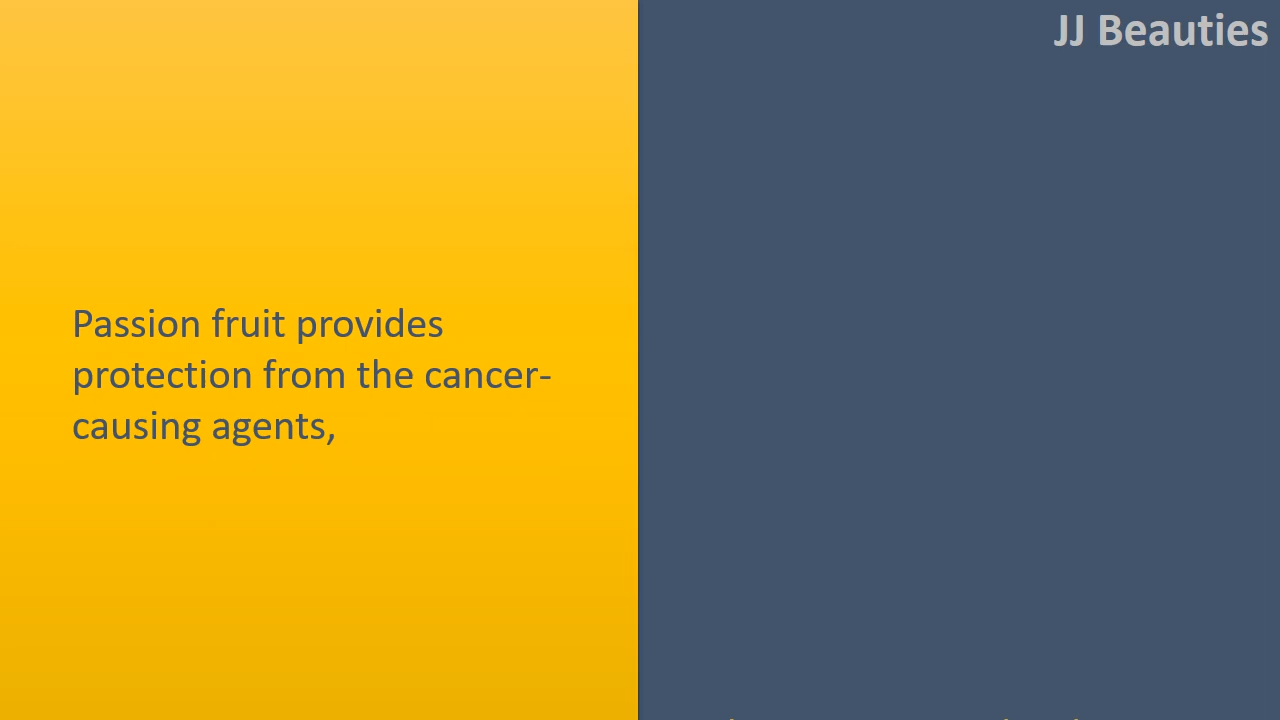 JJ Beauties
Passion fruit provides
protection from the cancer-
causing agents,